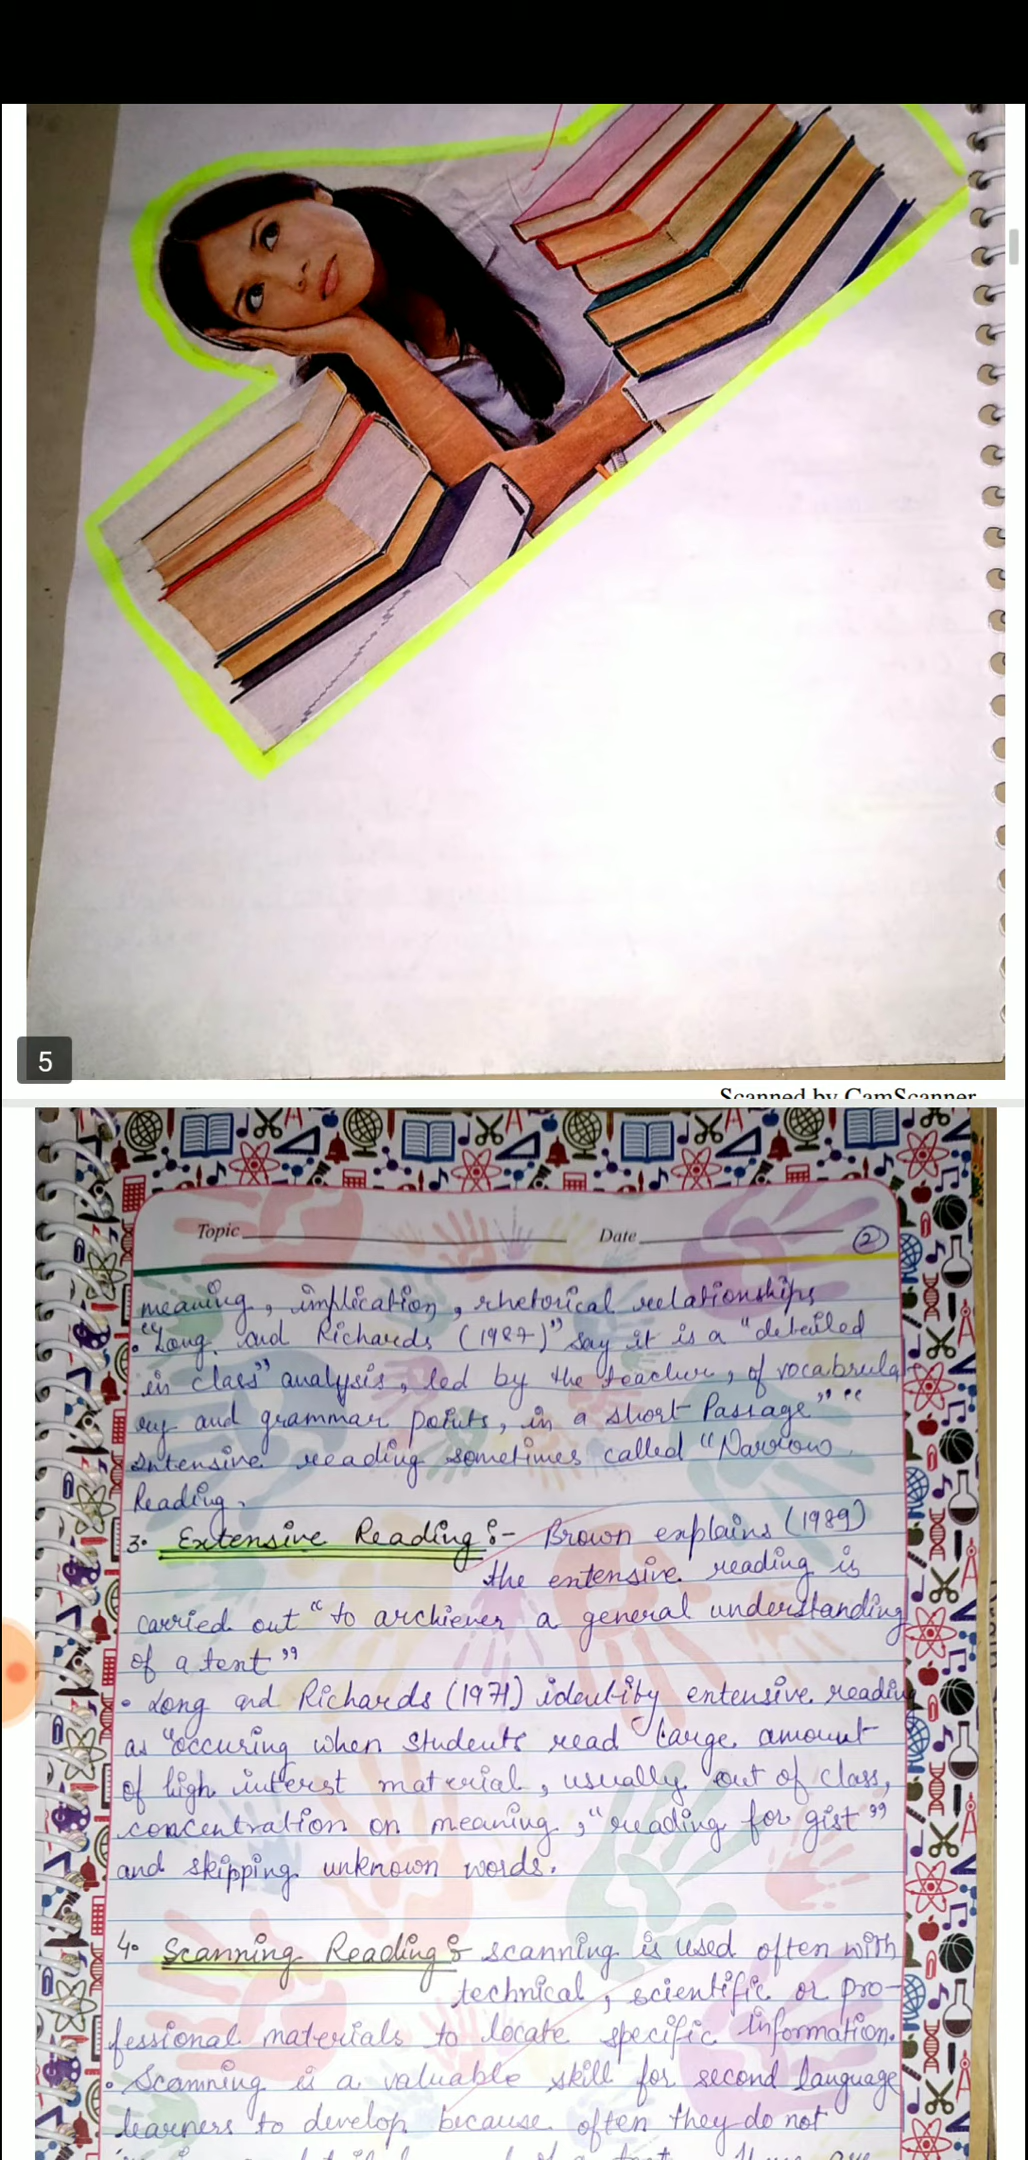 5
Scanned by CamScanner
Topic Date 2
meaning, implication, rhetorical relationships
• "Long and Richards (1987)" say it is a "detailed
in class" analysis, led by the teacher, of vocabrula
ry and grammar points, in a short Passage" "
intensive reading sometimes called "Narrow
Reading.
3. Extensive Reading :- Brown explains (1989)
the extensive reading is
carried out "to archiever a general understanding
of a text"
• Long and Richards (1971) identity extensive reading
as "occuring when students read large amount
of high interst material, usually out of class,
concentration on meaning, "reading for gist"
and skipping unknown words.
4. Scanning Reading : scanning is used often with
technical, scientific or pro-
fessional materials to locate specific information.
• Scanning is a valuable skill for second language
learners to develop because often they do not